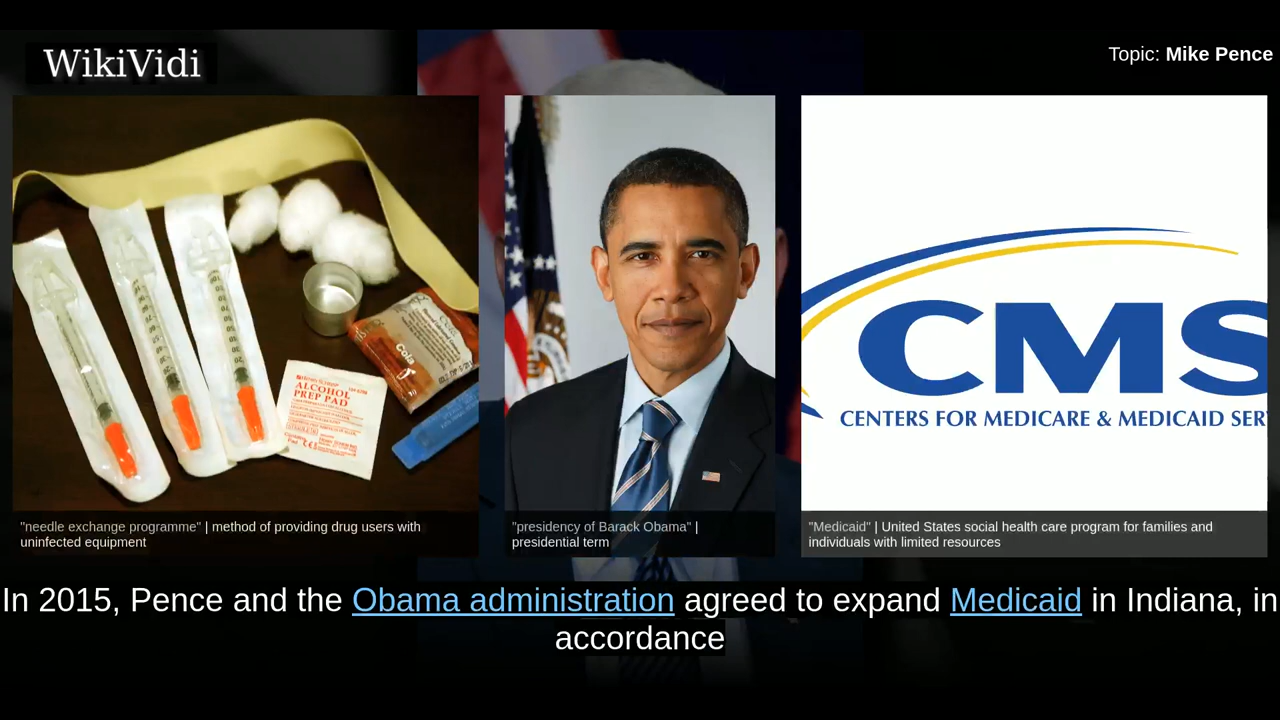 WikiVidi
Topic: Mike Pence
ALCOHOL
PREP PAD
Cola
CMS
CENTERS FOR MEDICARE & MEDICAID SER
"needle exchange programme" | method of providing drug users with
uninfected equipment
"presidency of Barack Obama" |
presidential term
"Medicaid" | United States social health care program for families and
individuals with limited resources
In 2015, Pence and the Obama administration agreed to expand Medicaid in Indiana, in
accordance